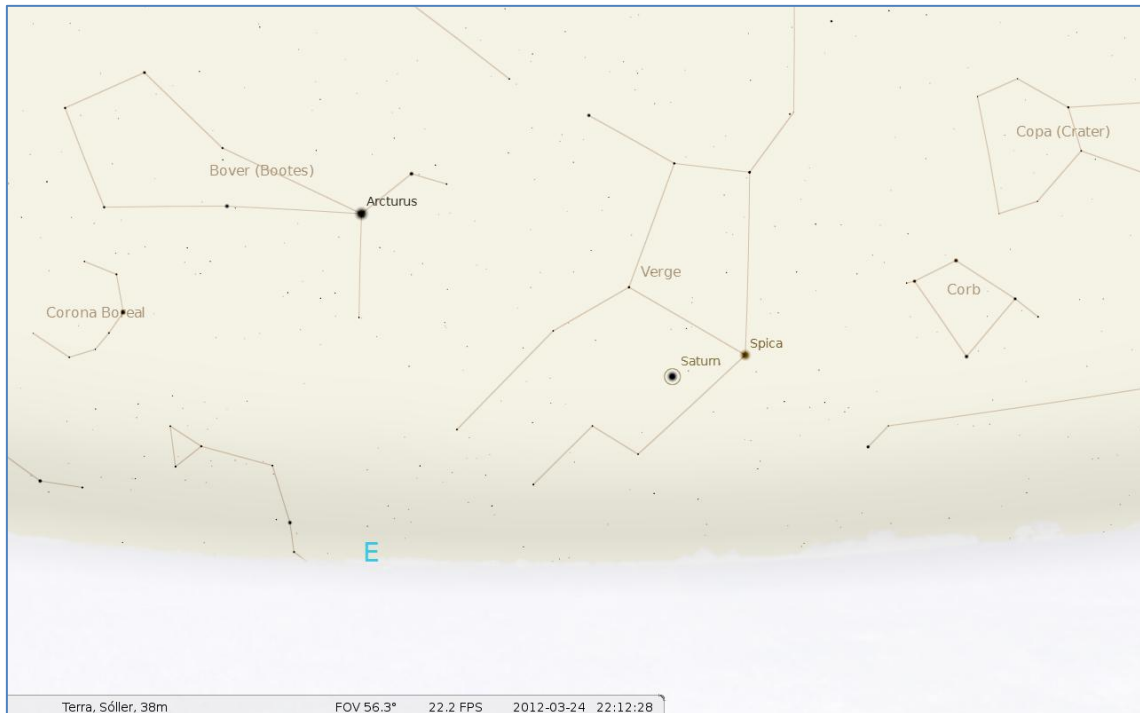 Copa (Crater)
Bover (Bootes)
Arcturus
Verge
Corb
Corona Boreal
Spica
Saturn
E
Terra, Sóller, 38m FOV 56.3° 22.2 FPS 2012-03-24 22:12:28